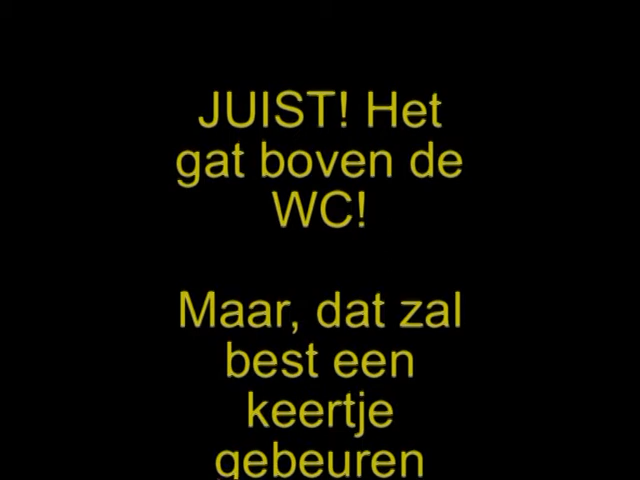 JUIST! Het
gat boven de
WC!
Maar, dat zal
best een
keertje
gebeuren